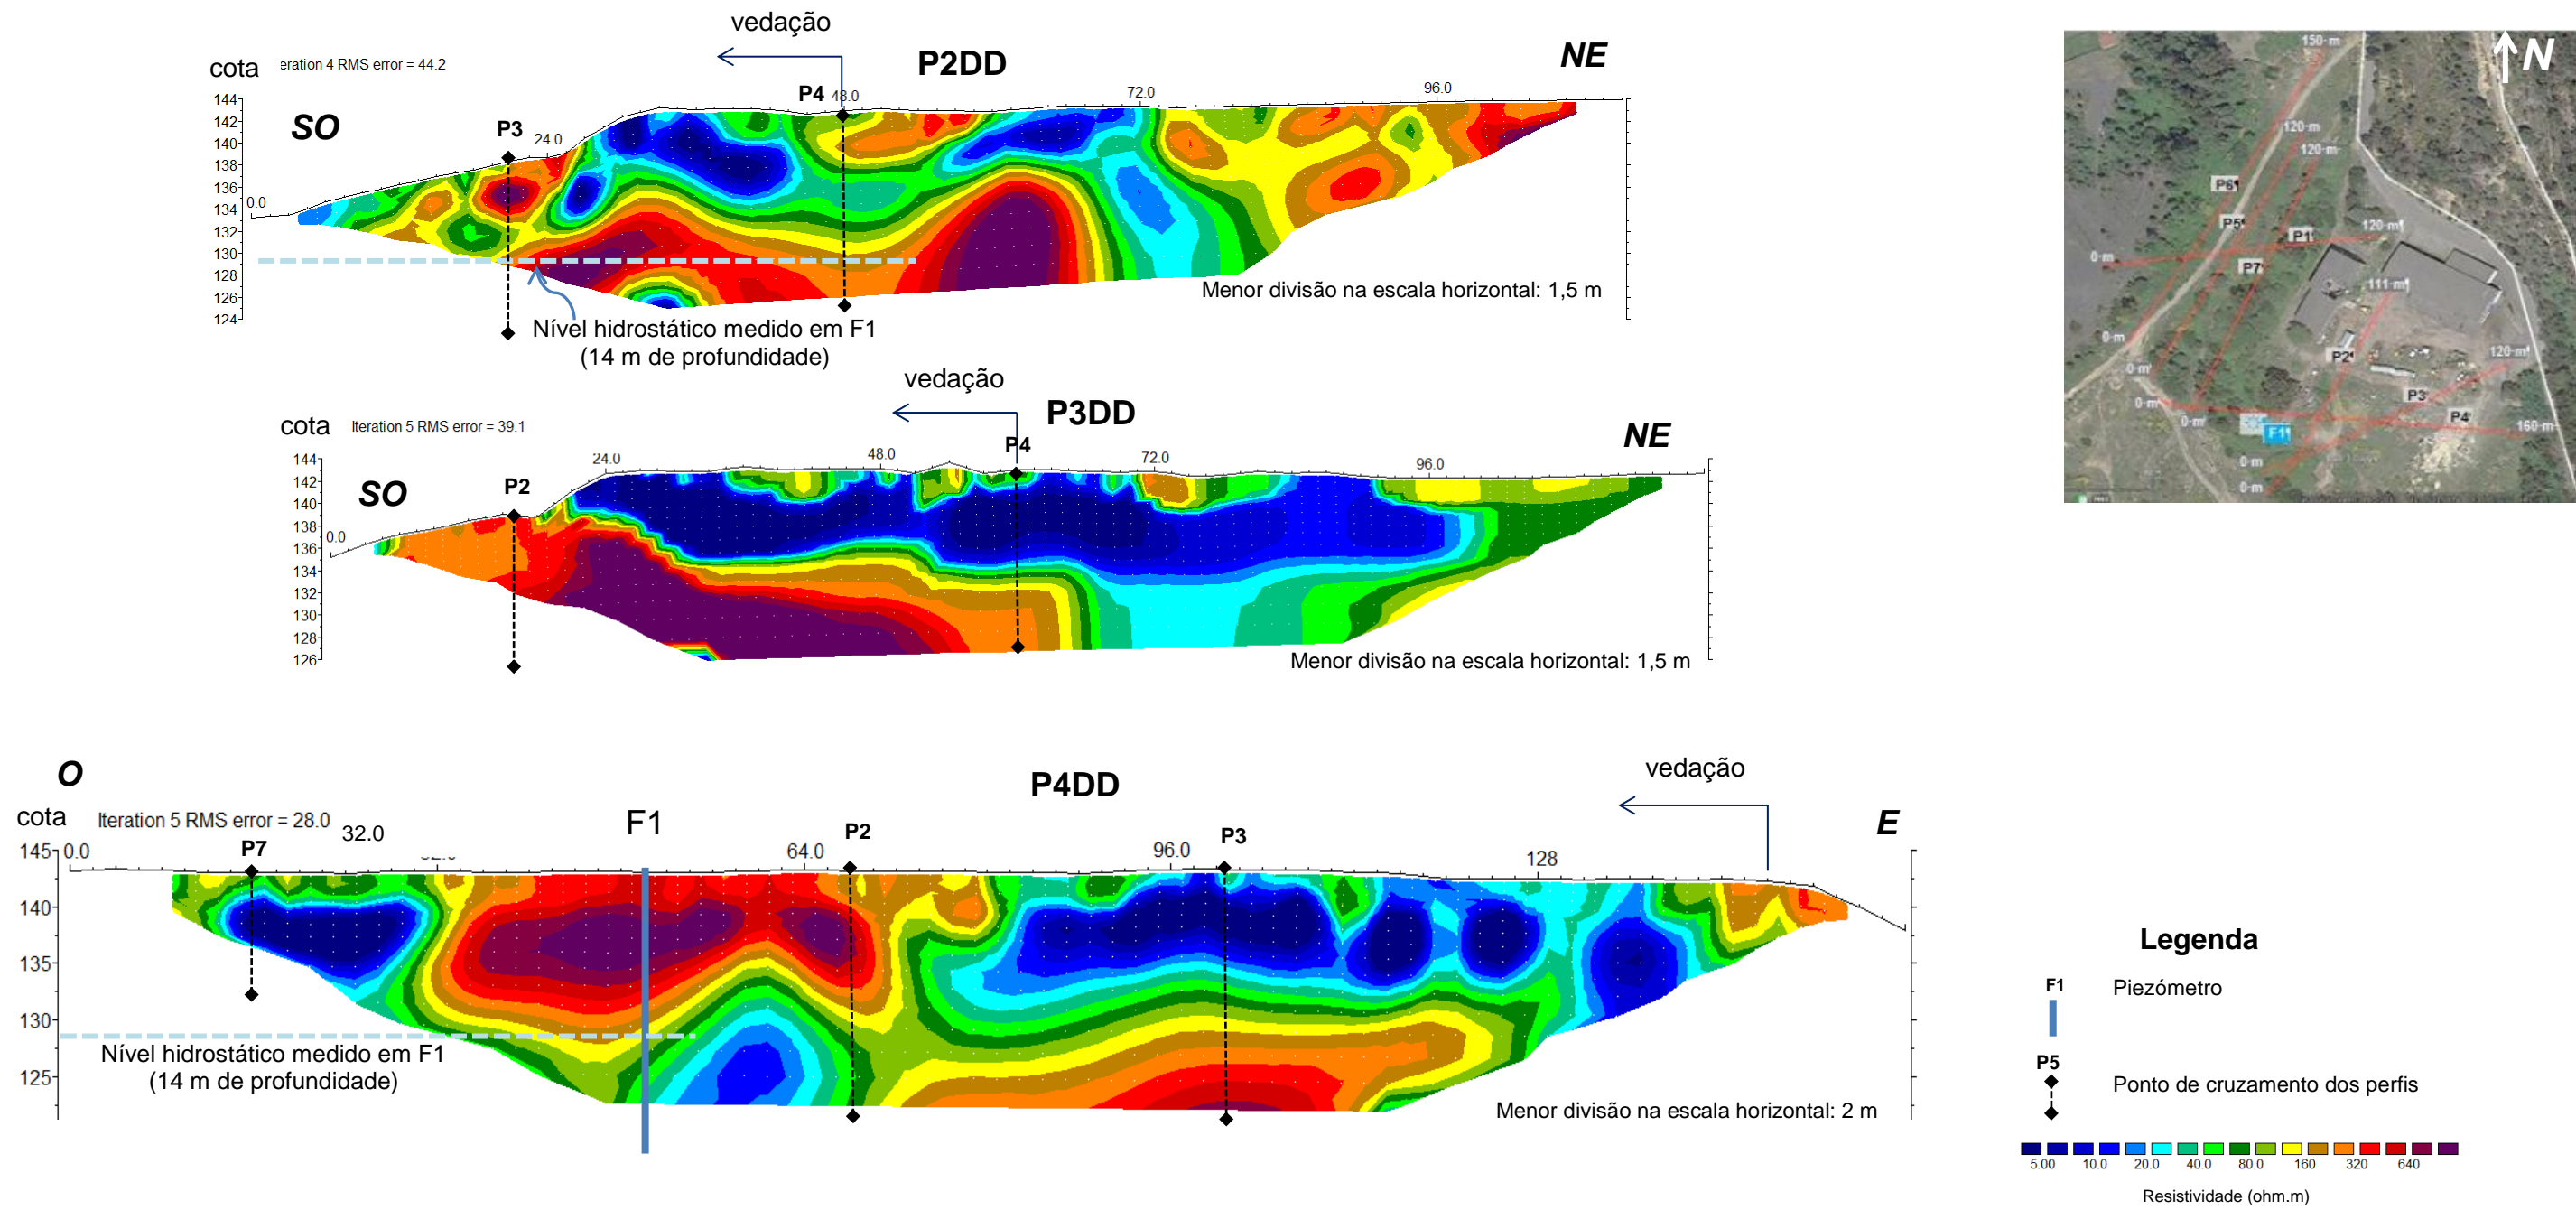 vedação
P2DD
NE
cota
eration 4 RMS error = 44.2
SO
P3
24.0
P4
48.0
72.0
96.0
0.0
144
142
140
138
136
134
132
130
128
126
124
Menor divisão na escala horizontal: 1,5 m
Nível hidrostático medido em F1
(14 m de profundidade)
vedação
P3DD
NE
cota
Iteration 5 RMS error = 39.1
SO
P2
24.0
48.0
P4
72.0
96.0
0.0
144
142
140
138
136
134
132
130
128
126
Menor divisão na escala horizontal: 1,5 m
O
P4DD
vedação
E
cota
Iteration 5 RMS error = 28.0
32.0
F1
P7
P2
P3
0.0
64.0
96.0
128
145
140
135
130
125
Nível hidrostático medido em F1
(14 m de profundidade)
Menor divisão na escala horizontal: 2 m
150 m
N
120 m
120 m
P6
P5
P1
120 m
0 m
P7
111 m
0 m
P2
120 m
0 m
P3
0 m
0 m
P4
F1
160 m
0 m
0 m
Legenda
F1
Piezómetro
P5
Ponto de cruzamento dos perfis
5.00 10.0 20.0 40.0 80.0 160 320 640
Resistividade (ohm.m)